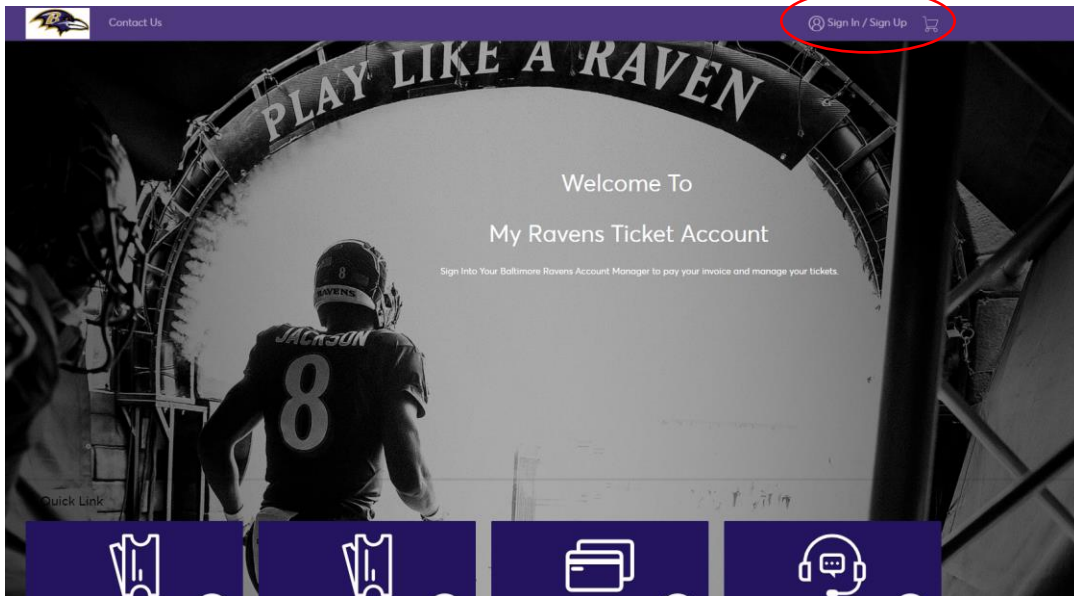 Contact Us
Sign In / Sign Up
PLAY LIKE A RAVEN
Welcome To
My Ravens Ticket Account
Sign Into Your Baltimore Ravens Account Manager to pay your invoice and manage your tickets.
8
RAVENS
JACKSON
8
Quick Link